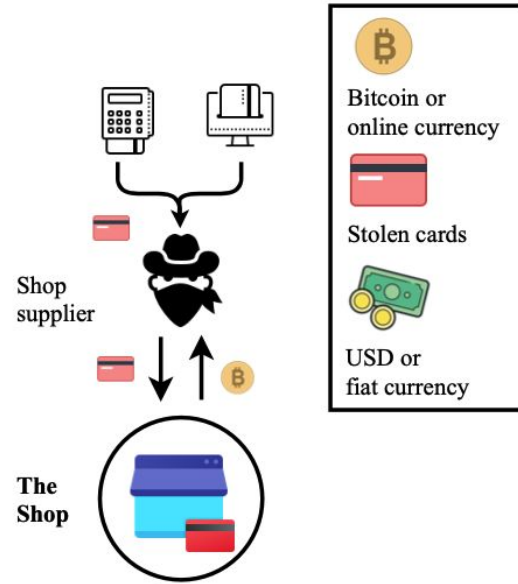 Bitcoin or
online currency
Stolen cards
Shop
supplier
USD or
fiat currency
The
Shop